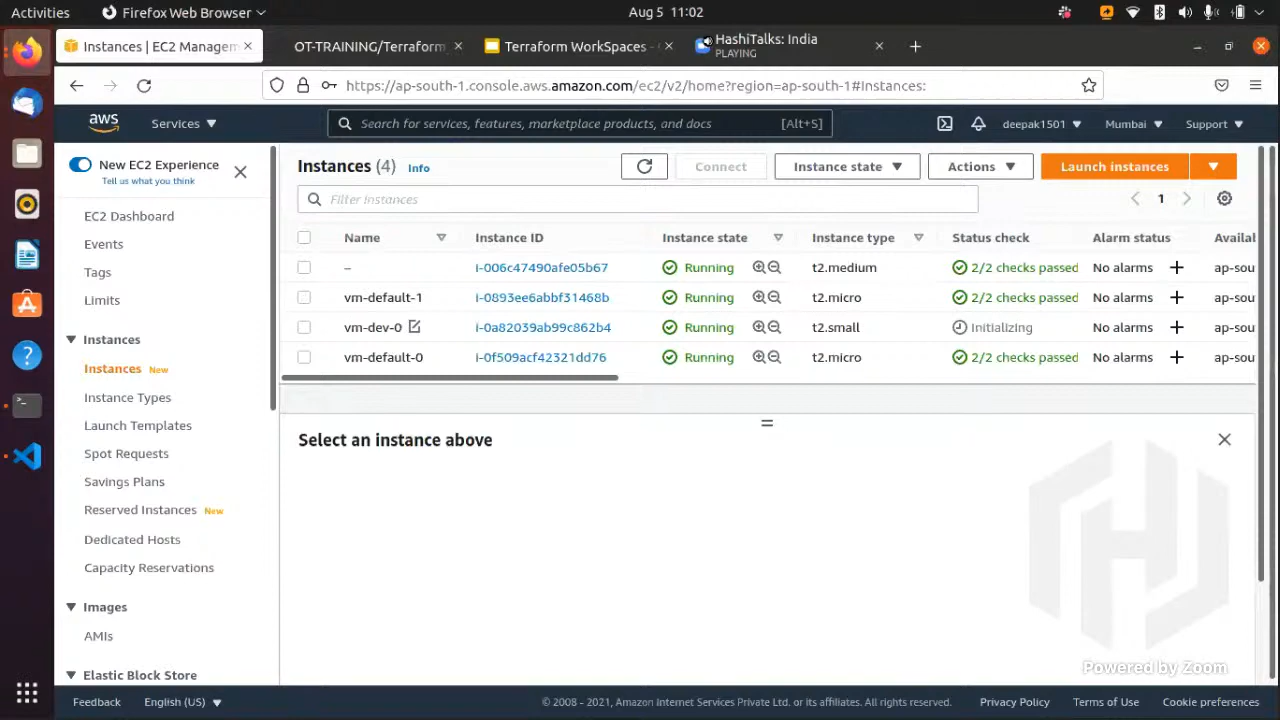 Activities
Firefox Web Browser
Aug 5 11:02
Instances | EC2 Managem
OT-TRAINING/Terraform
Terraform WorkSpaces -
HashiTalks: India
PLAYING
https://ap-south-1.console.aws.amazon.com/ec2/v2/home?region=ap-south-1#Instances:
aws
Services
Search for services, features, marketplace products, and docs
[Alt+S]
deepak1501
Mumbai
Support
New EC2 Experience
Tell us what you think
EC2 Dashboard
Events
Tags
Limits
Instances
Instances New
Instance Types
Launch Templates
Spot Requests
Savings Plans
Reserved Instances New
Dedicated Hosts
Capacity Reservations
Images
AMIs
Elastic Block Store
Instances (4) Info
Connect
Instance state
Actions
Launch instances
Filter instances
1
Name Instance ID Instance state Instance type Status check Alarm status Availal
– i-006c47490afe05b67 Running t2.medium 2/2 checks passed No alarms + ap-sou
vm-default-1 i-0893ee6abbf31468b Running t2.micro 2/2 checks passed No alarms + ap-sou
vm-dev-0 i-0a82039ab99c862b4 Running t2.small Initializing No alarms + ap-sou
vm-default-0 i-0f509acf42321dd76 Running t2.micro 2/2 checks passed No alarms + ap-sou
Select an instance above
Powered by Zoom
Feedback
English (US)
© 2008 - 2021, Amazon Internet Services Private Ltd. or its affiliates. All rights reserved.
Privacy Policy
Terms of Use
Cookie preferences